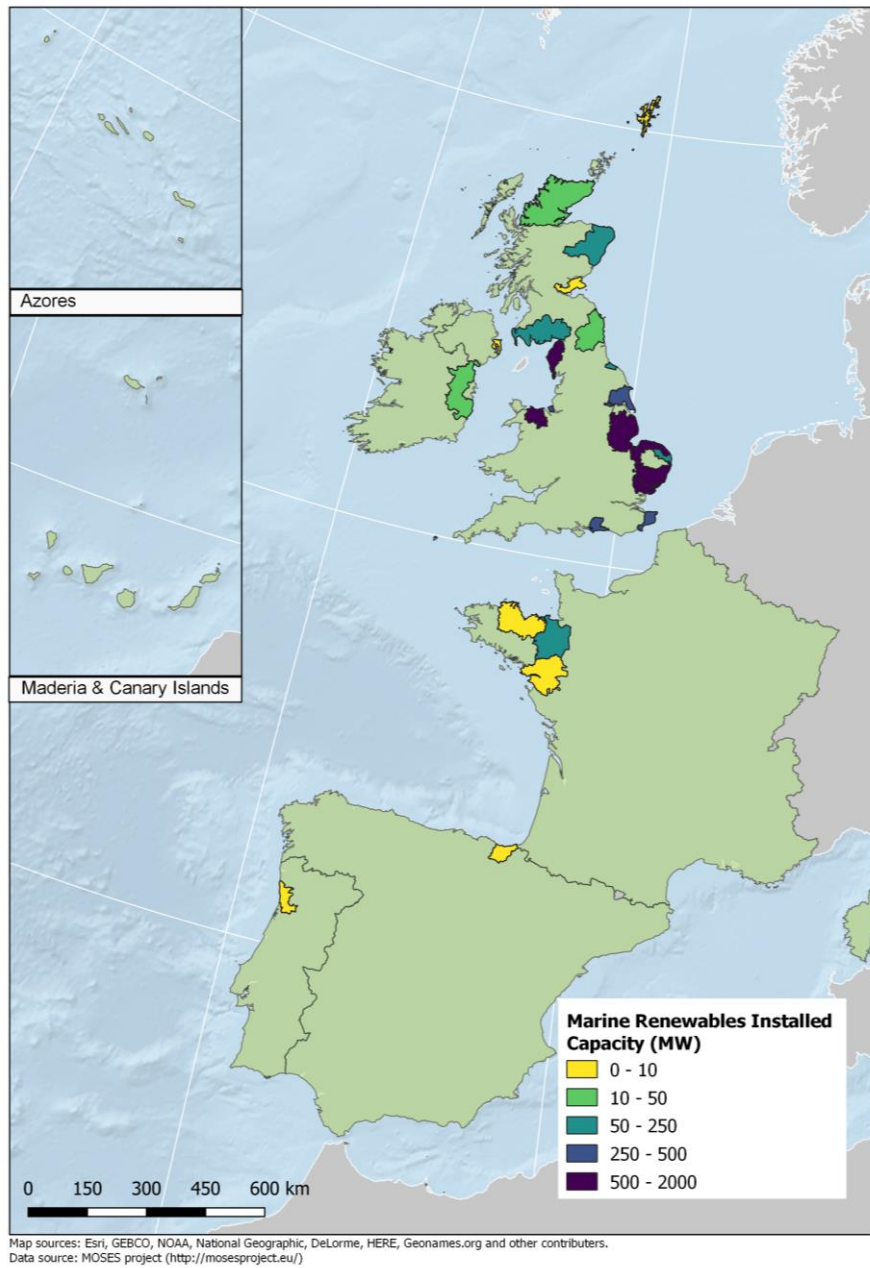 Azores
Maderia & Canary Islands
Marine Renewables Installed
Capacity (MW)
0 - 10
10 - 50
50 - 250
250 - 500
500 - 2000
0 150 300 450 600 km
Map sources: Esri, GEBCO, NOAA, National Geographic, DeLorme, HERE, Geonames.org and other contributers.
Data source: MOSES project (http://mosesproject.eu/)